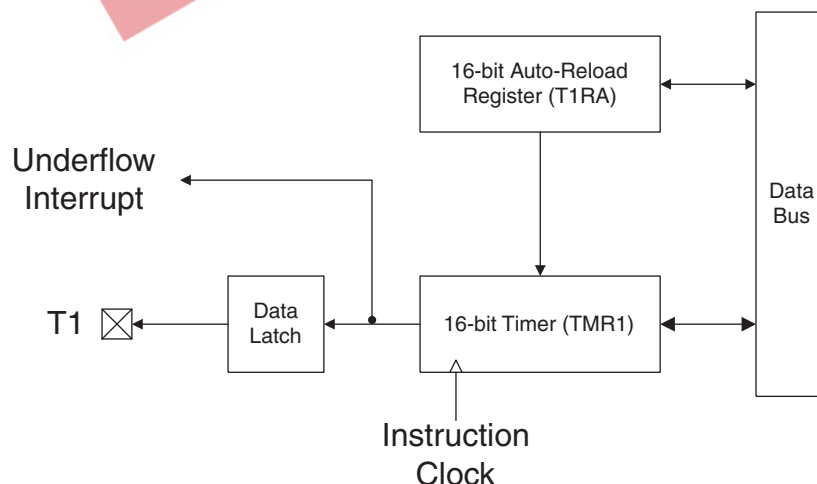 16-bit Auto-Reload
Register (T1RA)
Underflow
Interrupt
Data
Bus
T1
Data
Latch
16-bit Timer (TMR1)
Instruction
Clock